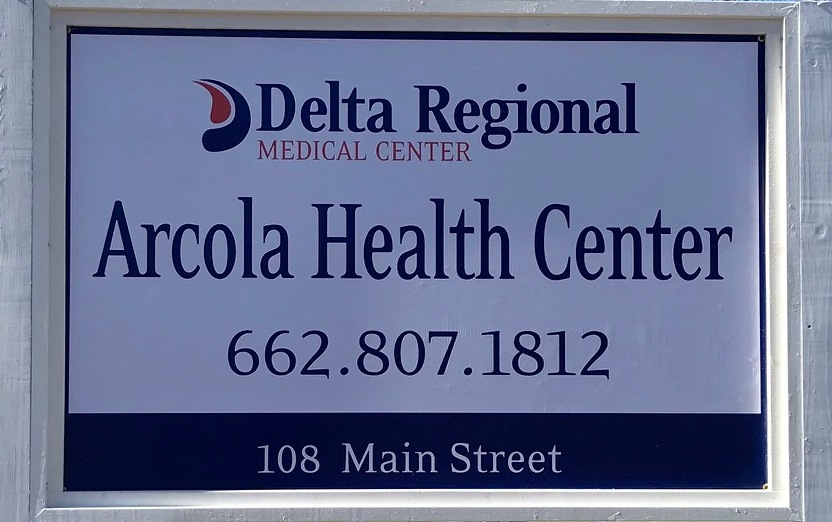 Delta Regional
MEDICAL CENTER
Arcola Health Center
662.807.1812
108 Main Street